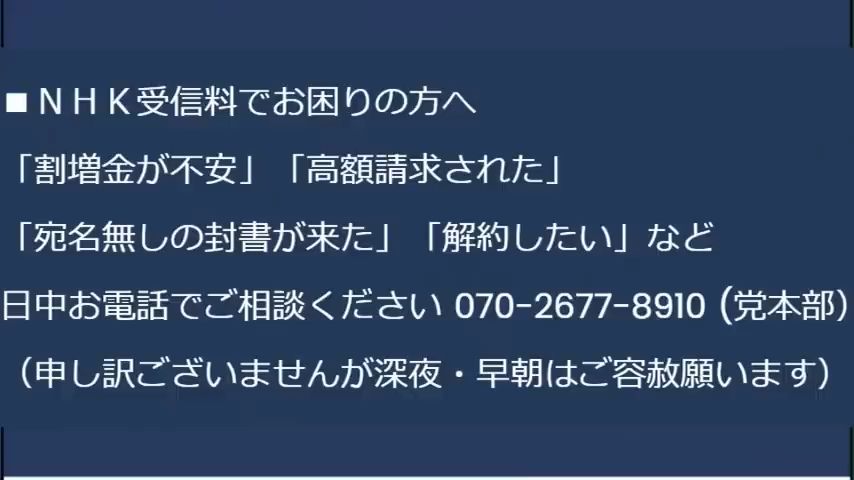 ■ＮＨＫ受信料でお困りの方へ
「割増金が不安」「高額請求された」
「宛名無しの封書が来た」「解約したい」など
日中お電話でご相談ください 070-2677-8910 (党本部)
（申し訳ございませんが深夜・早朝はご容赦願います）